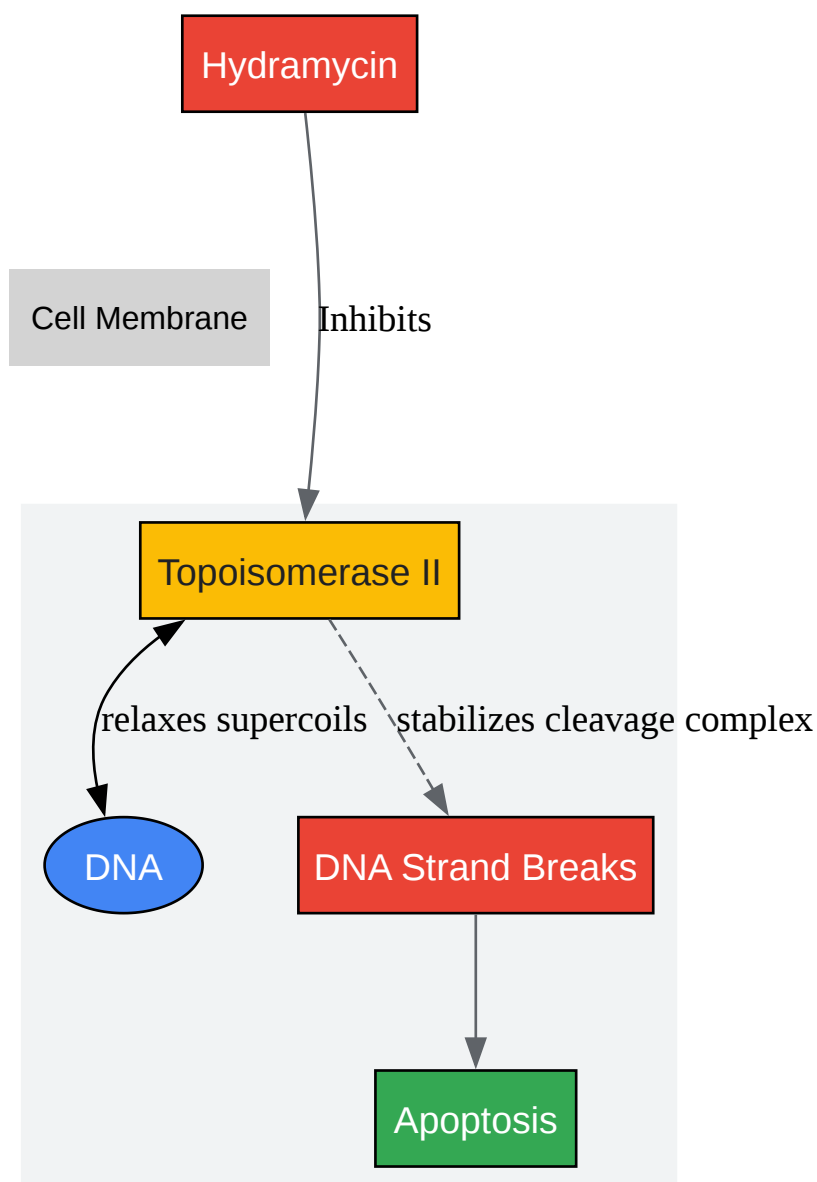 Hydramycin
Cell Membrane
Inhibits
Topoisomerase II
relaxes supercoils
stabilizes cleavage complex
DNA
DNA Strand Breaks
Apoptosis